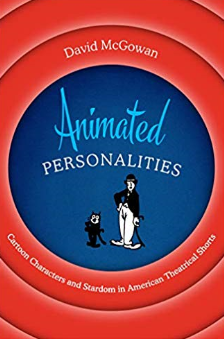 David McGowan
Animated
PERSONALITIES
Cartoon Characters and Stardom in American Theatrical Shorts